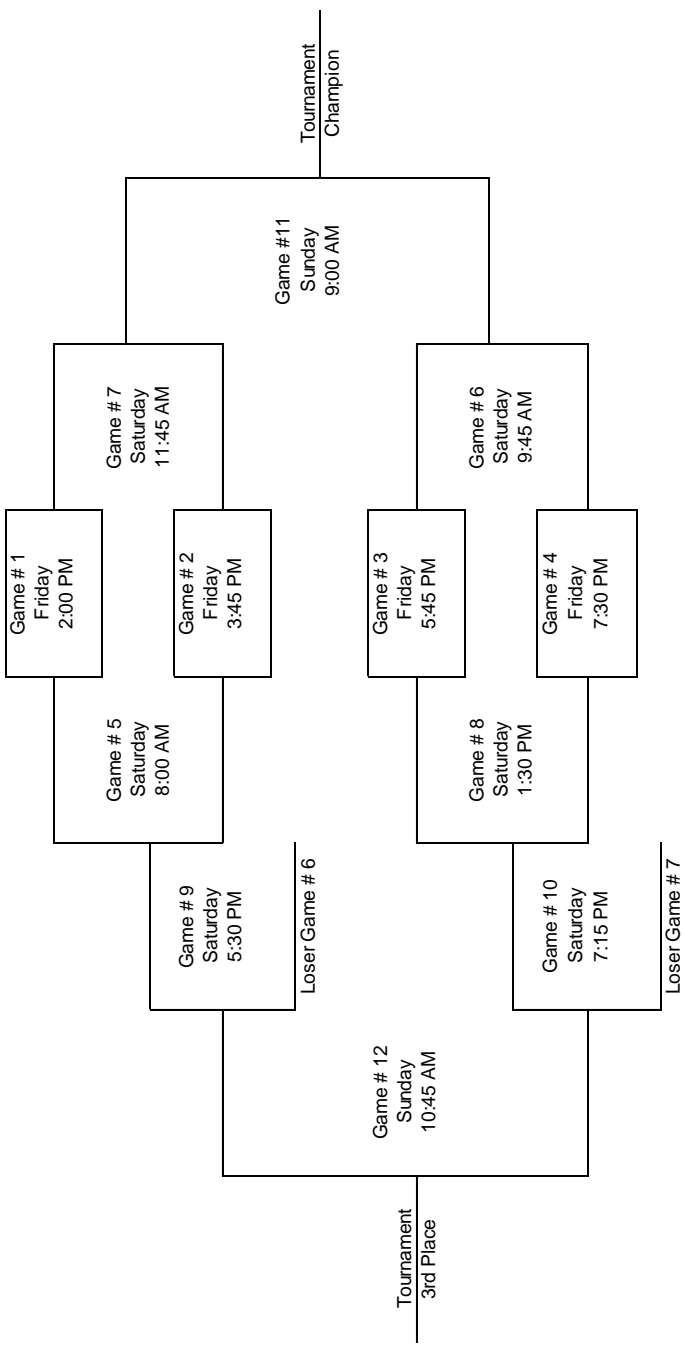 Tournament
Champion
Game #11
Sunday
9:00 AM
Game # 7
Saturday
11:45 AM
Game # 6
Saturday
9:45 AM
Game # 1
Friday
2:00 PM
Game # 2
Friday
3:45 PM
Game # 3
Friday
5:45 PM
Game # 4
Friday
7:30 PM
Game # 5
Saturday
8:00 AM
Game # 8
Saturday
1:30 PM
Game # 9
Saturday
5:30 PM
Loser Game # 6
Game # 10
Saturday
7:15 PM
Loser Game # 7
Game # 12
Sunday
10:45 AM
Tournament
3rd Place